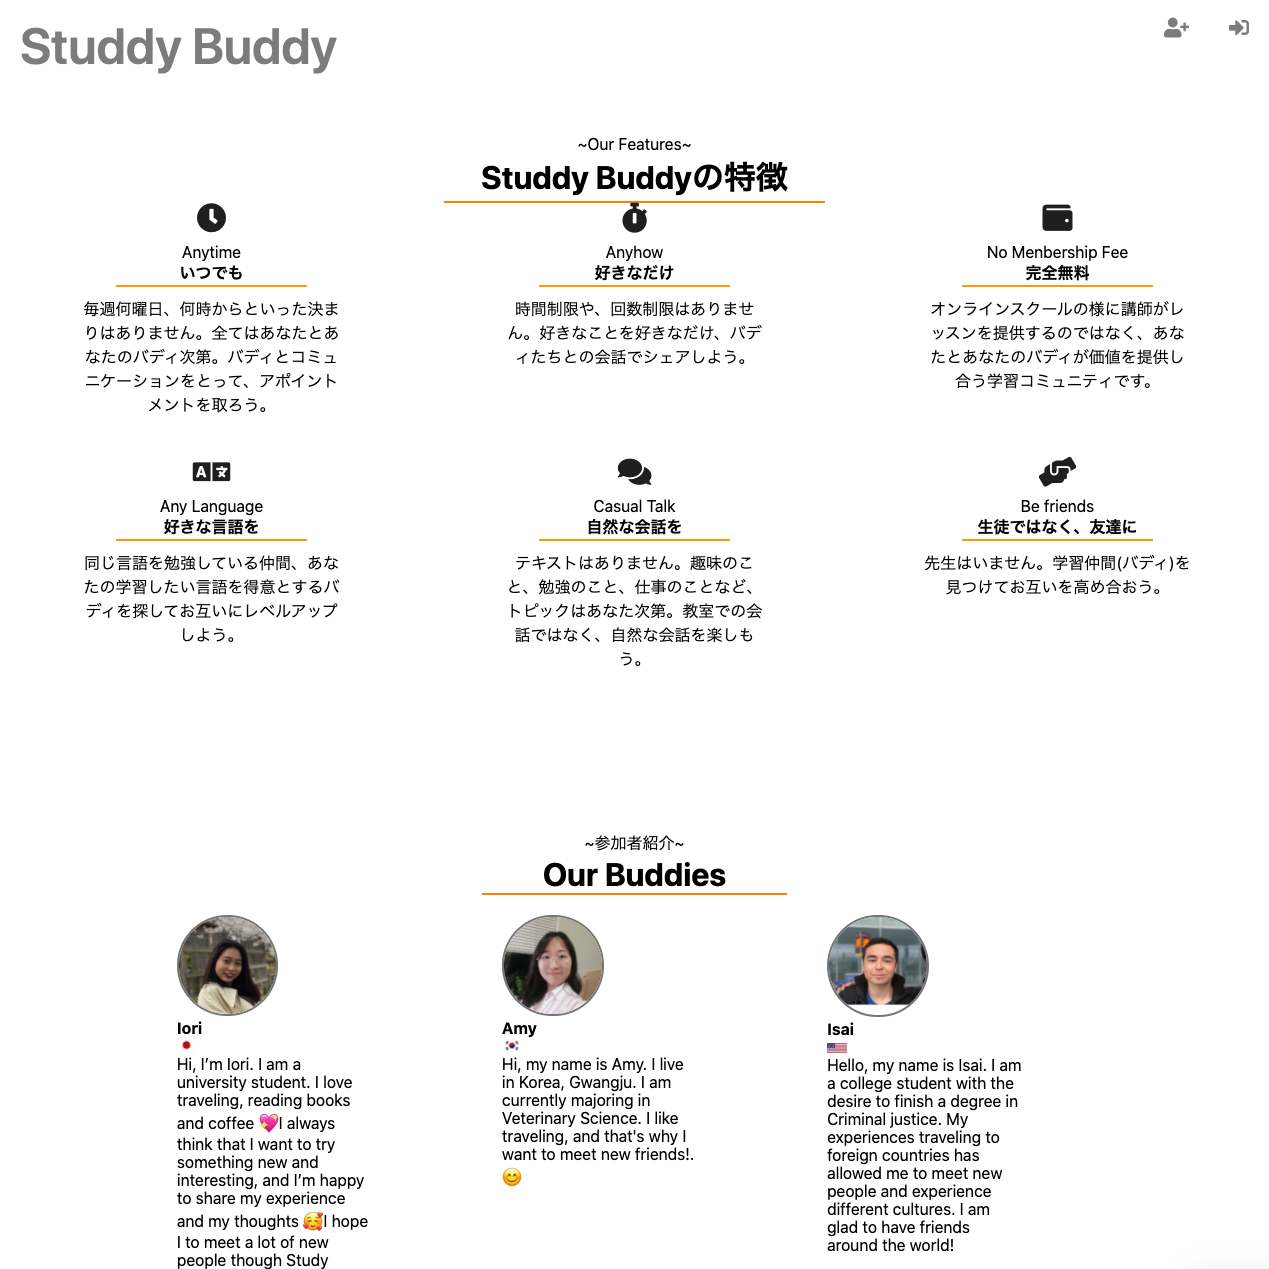 Studdy Buddy
~Our Features~
Studdy Buddyの特徴
Anytime
いつでも
毎週何曜日、何時からといった決ま
りはありません。全てはあなたとあ
なたのバディ次第。バディとコミュ
ニケーションをとって、アポイント
メントを取ろう。
Anyhow
好きなだけ
時間制限や、回数制限はありませ
ん。好きなことを好きなだけ、バデ
ィたちとの会話でシェアしよう。
No Menbership Fee
完全無料
オンラインスクールの様に講師がレ
ッスンを提供するのではなく、あな
たとあなたのバディが価値を提供し
合う学習コミュニティです。
Any Language
好きな言語を
同じ言語を勉強している仲間、あな
たの学習したい言語を得意とするバ
ディを探してお互いにレベルアップ
しよう。
Casual Talk
自然な会話を
テキストはありません。趣味のこ
と、勉強のこと、仕事のことなど、
トピックはあなた次第。教室での会
話ではなく、自然な会話を楽しも
う。
Be friends
生徒ではなく、友達に
先生はいません。学習仲間(バディ)を
見つけてお互いを高め合おう。
~参加者紹介~
Our Buddies
Iori
Hi, I’m Iori. I am a
university student. I love
traveling, reading books
and coffee 💖I always
think that I want to try
something new and
interesting, and I’m happy
to share my experience
and my thoughts 🥰I hope
I to meet a lot of new
people though Study
Amy
Hi, my name is Amy. I live
in Korea, Gwangju. I am
currently majoring in
Veterinary Science. I like
traveling, and that's why I
want to meet new friends!.
😊
Isai
Hello, my name is Isai. I am
a college student with the
desire to finish a degree in
Criminal justice. My
experiences traveling to
foreign countries has
allowed me to meet new
people and experience
different cultures. I am
glad to have friends
around the world!